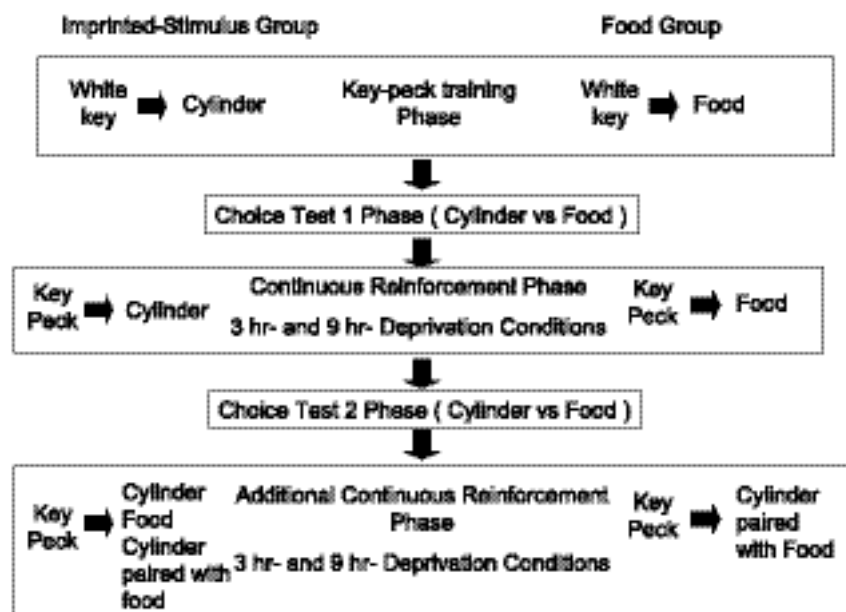 Imprinted-Stimulus Group
Food Group
White
key
Cylinder
Key-peck training
Phase
White
key
Food
Choice Test 1 Phase ( Cylinder vs Food )
Key
Peck
Cylinder
Continuous Reinforcement Phase
3 hr- and 9 hr- Deprivation Conditions
Key
Peck
Food
Choice Test 2 Phase ( Cylinder vs Food )
Key
Peck
Cylinder
Food
Cylinder
paired with
food
Additional Continuous Reinforcement
Phase
3 hr- and 9 hr- Deprivation Conditions
Key
Peck
Cylinder
paired
with Food